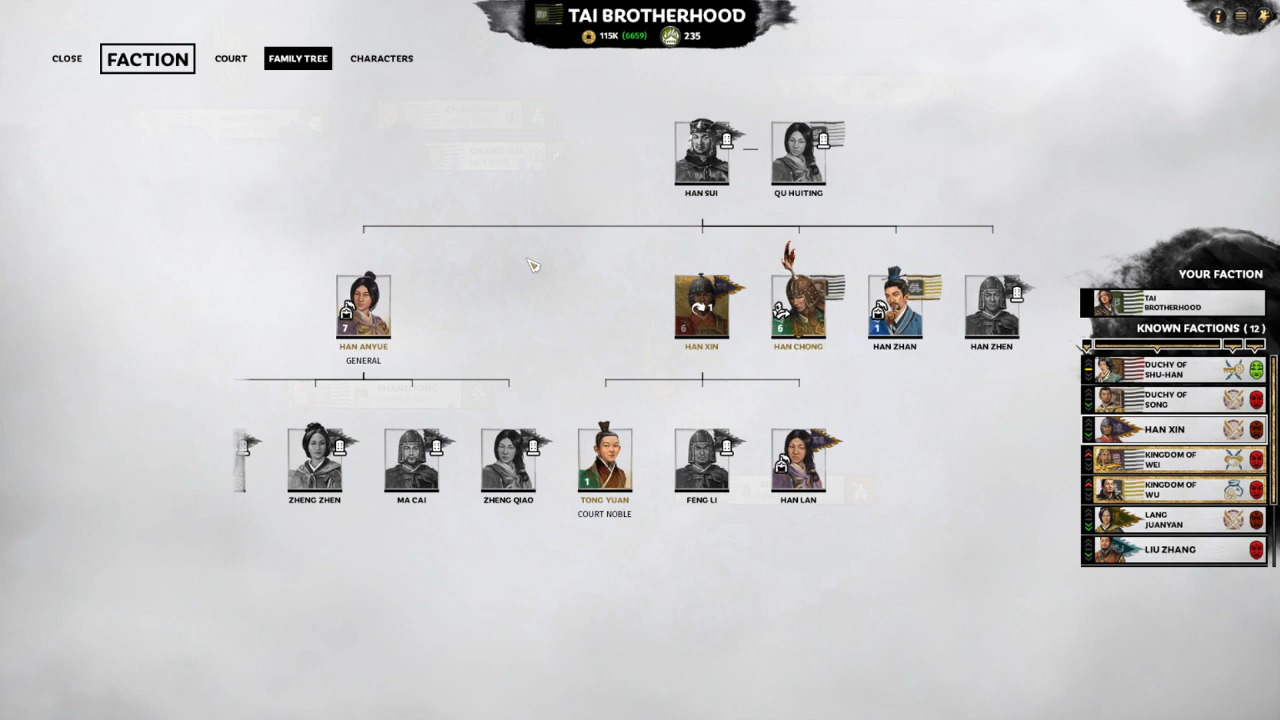 TAI BROTHERHOOD
115K (6659) 235
CLOSE FACTION COURT FAMILY TREE CHARACTERS
HAN SUI QU HUITING
7 6 1 6 1
HAN ANYUE HAN XIN HAN CHONG HAN ZHAN HAN ZHEN
GENERAL
1
ZHENG ZHEN MA CAI ZHENG QIAO TONG YUAN FENG LI HAN LAN
COURT NOBLE
YOUR FACTION
TAI
BROTHERHOOD
KNOWN FACTIONS ( 12 )
DUCHY OF
SHU-HAN
DUCHY OF
SONG
HAN XIN
KINGDOM OF
WEI
KINGDOM OF
WU
LANG
JUANYAN
LIU ZHANG